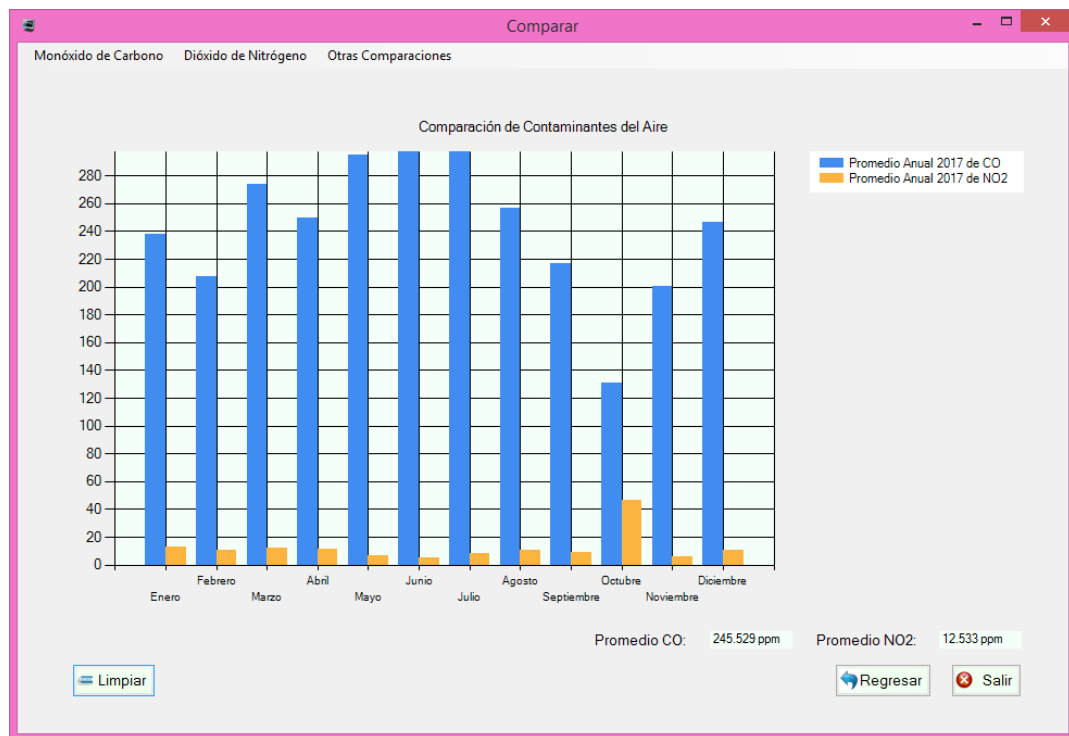 Comparar
Monóxido de Carbono Dióxido de Nitrógeno Otras Comparaciones
Comparación de Contaminantes del Aire
Promedio Anual 2017 de CO
Promedio Anual 2017 de NO2
280
260
240
220
200
180
160
140
120
100
80
60
40
20
0
Febrero Abril Junio Agosto Octubre Diciembre
Enero Marzo Mayo Julio Septiembre Noviembre
Promedio CO: 245.529 ppm Promedio NO2: 12.533 ppm
Limpiar Regresar Salir